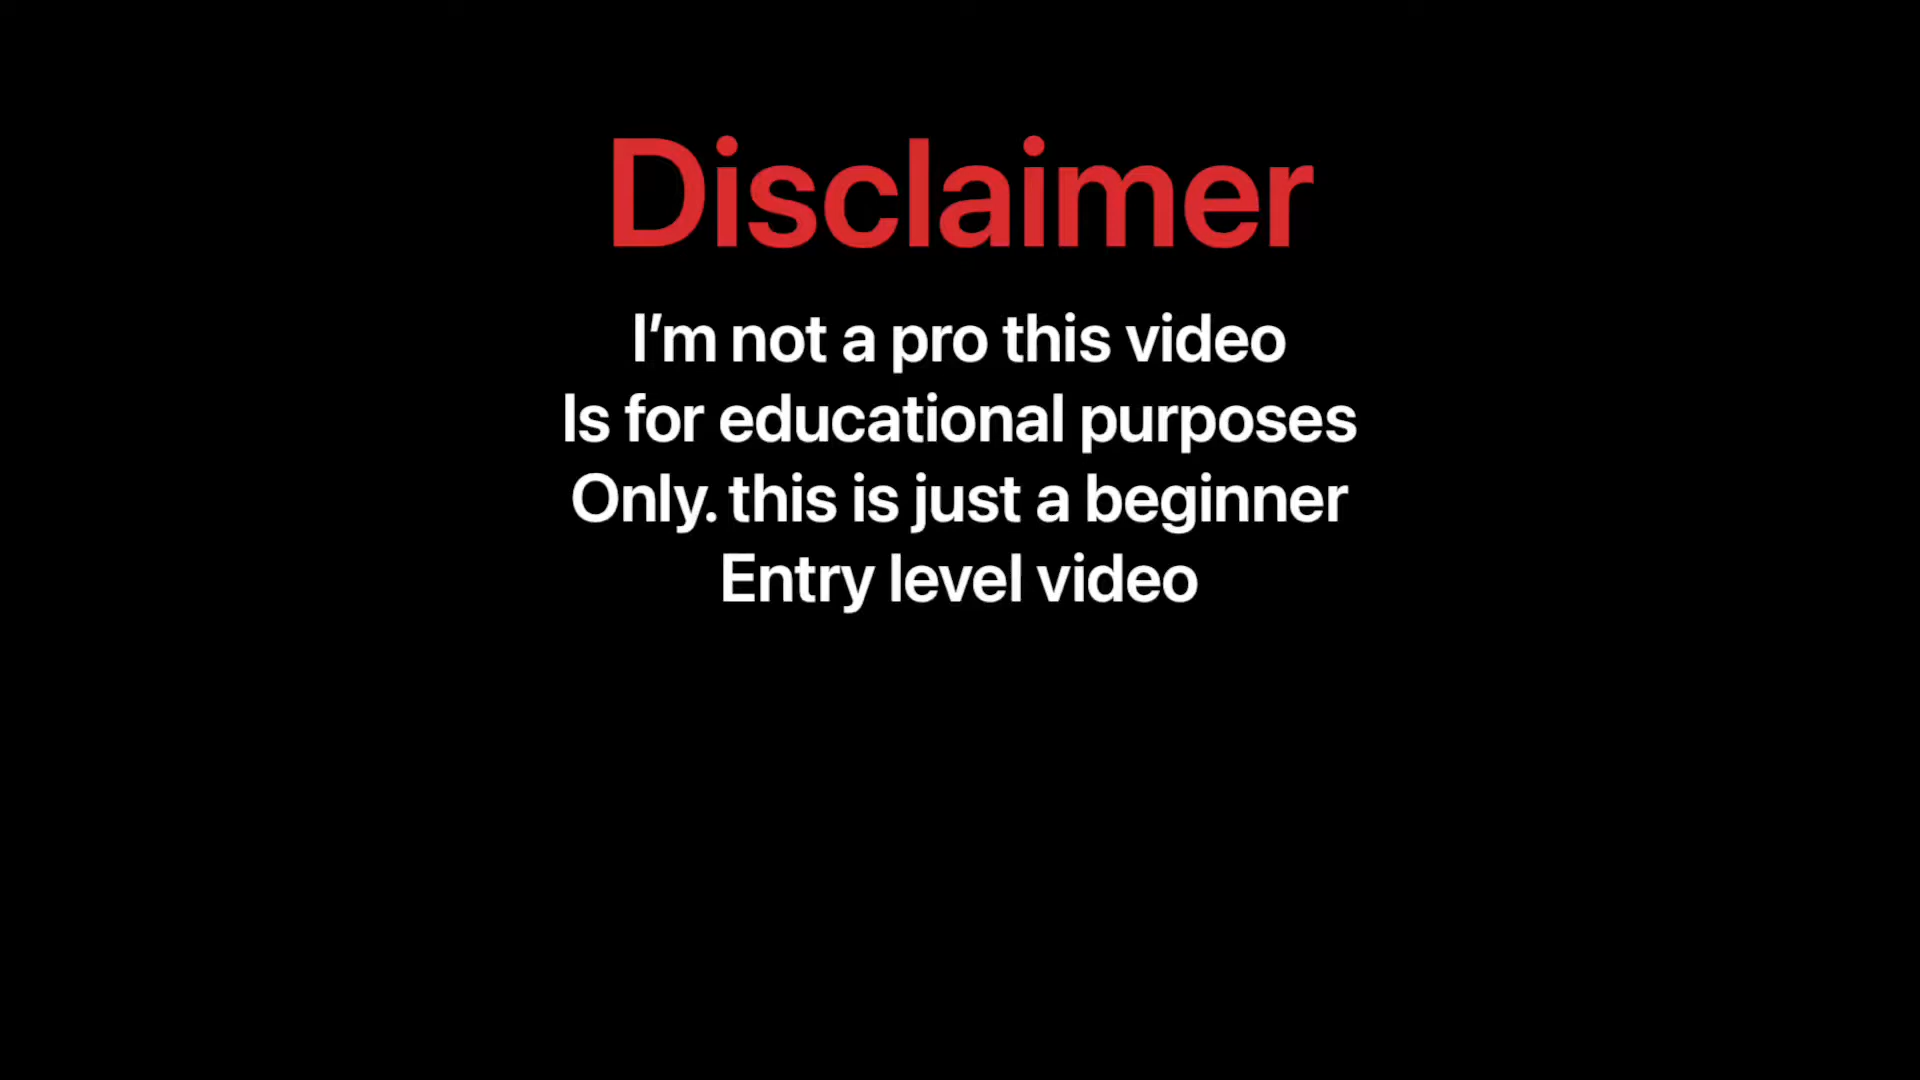 Disclaimer
I’m not a pro this video
Is for educational purposes
Only. this is just a beginner
Entry level video